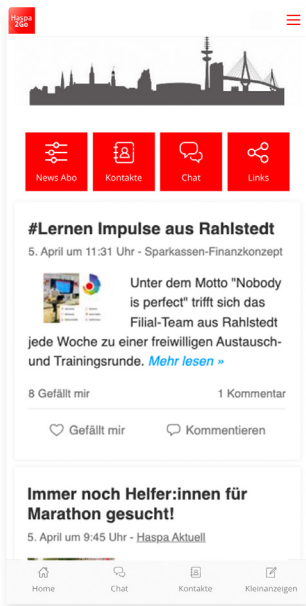 Haspa
2Go
News Abo
Kontakte
Chat
Links
#Lernen Impulse aus Rahlstedt
5. April um 11:31 Uhr - Sparkassen-Finanzkonzept
Unter dem Motto "Nobody
is perfect" trifft sich das
Filial-Team aus Rahlstedt
jede Woche zu einer freiwilligen Austausch-
und Trainingsrunde. Mehr lesen »
8 Gefällt mir
1 Kommentar
Gefällt mir
Kommentieren
Immer noch Helfer:innen für
Marathon gesucht!
5. April um 9:45 Uhr - Haspa Aktuell
Home
Chat
Kontakte
Kleinanzeigen